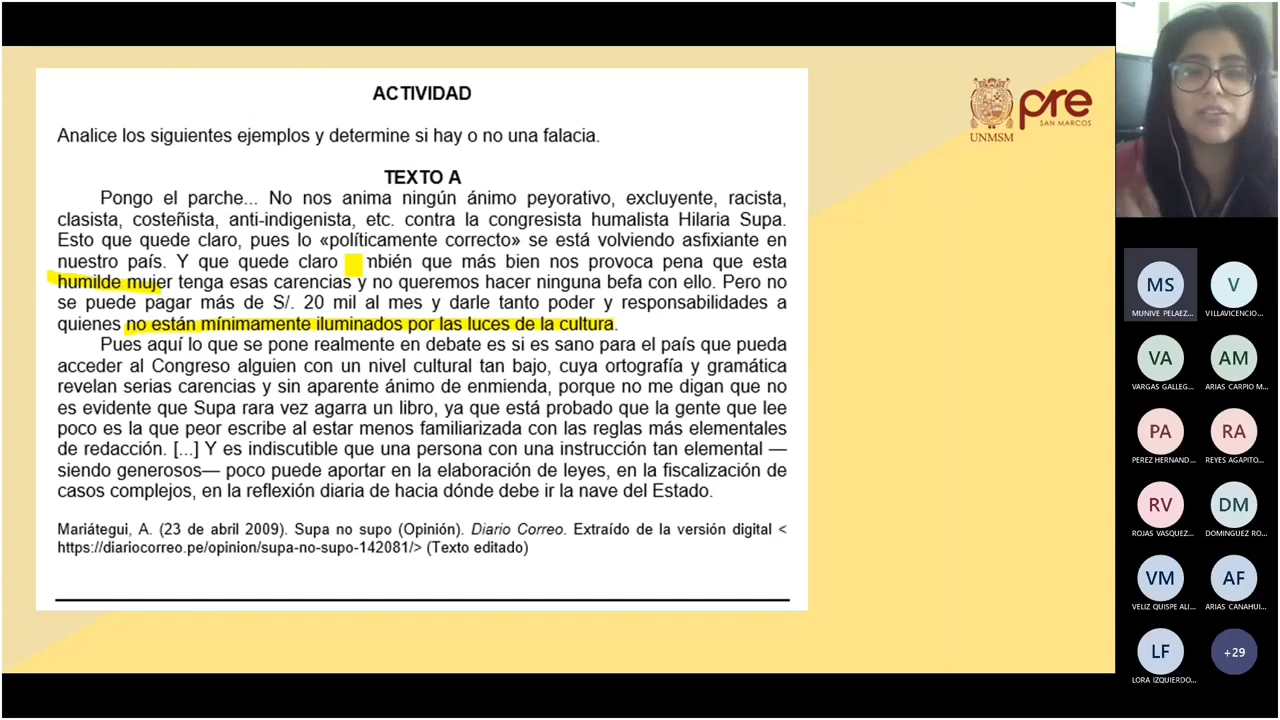 ACTIVIDAD
Analice los siguientes ejemplos y determine si hay o no una falacia.
TEXTO A
Pongo el parche... No nos anima ningún ánimo peyorativo, excluyente, racista,
clasista, costeñista, anti-indigenista, etc. contra la congresista humalista Hilaria Supa.
Esto que quede claro, pues lo «políticamente correcto» se está volviendo asfixiante en
nuestro país. Y que quede claro mbién que más bien nos provoca pena que esta
humilde mujer tenga esas carencias y no queremos hacer ninguna befa con ello. Pero no
se puede pagar más de S/. 20 mil al mes y darle tanto poder y responsabilidades a
quienes no están mínimamente iluminados por las luces de la cultura.
Pues aquí lo que se pone realmente en debate es si es sano para el país que pueda
acceder al Congreso alguien con un nivel cultural tan bajo, cuya ortografía y gramática
revelan serias carencias y sin aparente ánimo de enmienda, porque no me digan que no
es evidente que Supa rara vez agarra un libro, ya que está probado que la gente que lee
poco es la que peor escribe al estar menos familiarizada con las reglas más elementales
de redacción. [...] Y es indiscutible que una persona con una instrucción tan elemental —
siendo generosos— poco puede aportar en la elaboración de leyes, en la fiscalización de
casos complejos, en la reflexión diaria de hacia dónde debe ir la nave del Estado.
Mariátegui, A. (23 de abril 2009). Supa no supo (Opinión). Diario Correo. Extraído de la versión digital <
https://diariocorreo.pe/opinion/supa-no-supo-142081/> (Texto editado)
UNMSM
pre
SAN MARCOS
MS
MUNIVE PELAEZ...
V
VILLAVICENCIO...
VA
VARGAS GALLEG...
AM
ARIAS CARPIO M...
PA
PEREZ HERNAND...
RA
REYES AGAPITO...
RV
ROJAS VASQUEZ...
DM
DOMINGUEZ RO...
VM
VELIZ QUISPE ALI...
AF
ARIAS CANAHUI...
LF
LORA IZQUIERDO...
+29